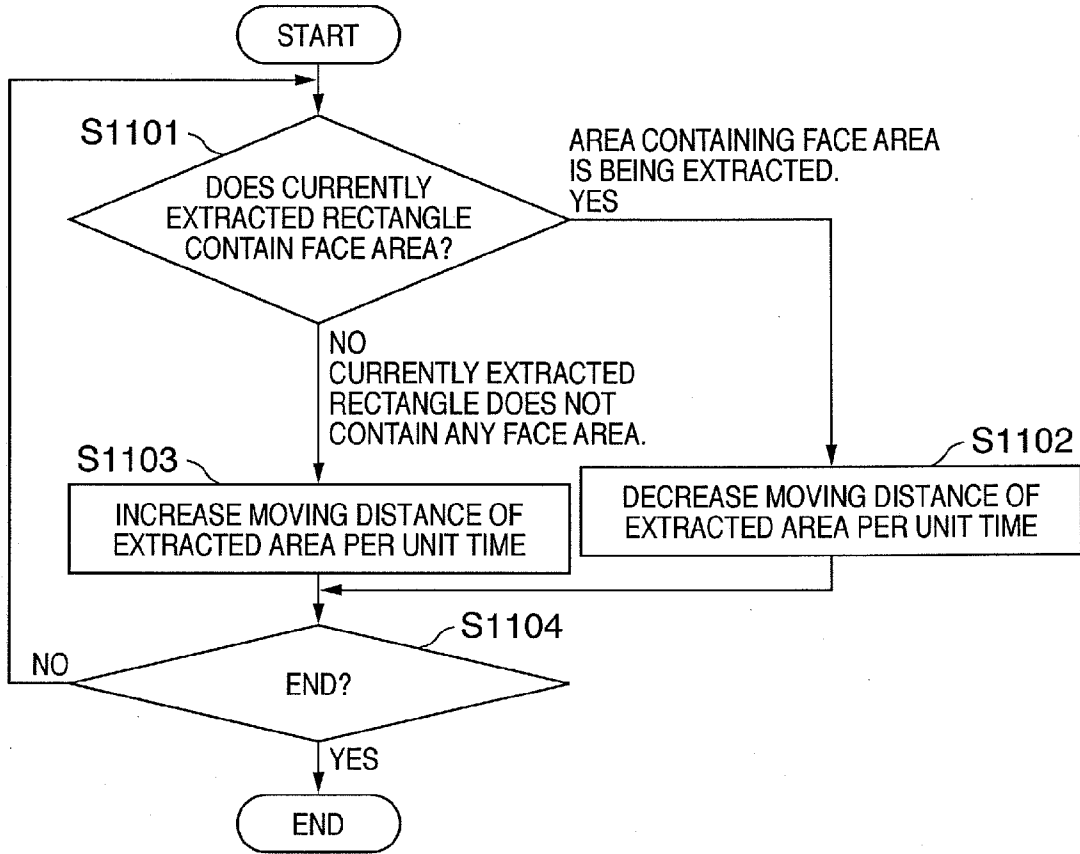 START
S1101
DOES CURRENTLY
EXTRACTED RECTANGLE
CONTAIN FACE AREA?
AREA CONTAINING FACE AREA
IS BEING EXTRACTED.
YES
NO
CURRENTLY EXTRACTED
RECTANGLE DOES NOT
CONTAIN ANY FACE AREA.
S1103
INCREASE MOVING DISTANCE OF
EXTRACTED AREA PER UNIT TIME
S1102
DECREASE MOVING DISTANCE OF
EXTRACTED AREA PER UNIT TIME
S1104
NO
END?
YES
END